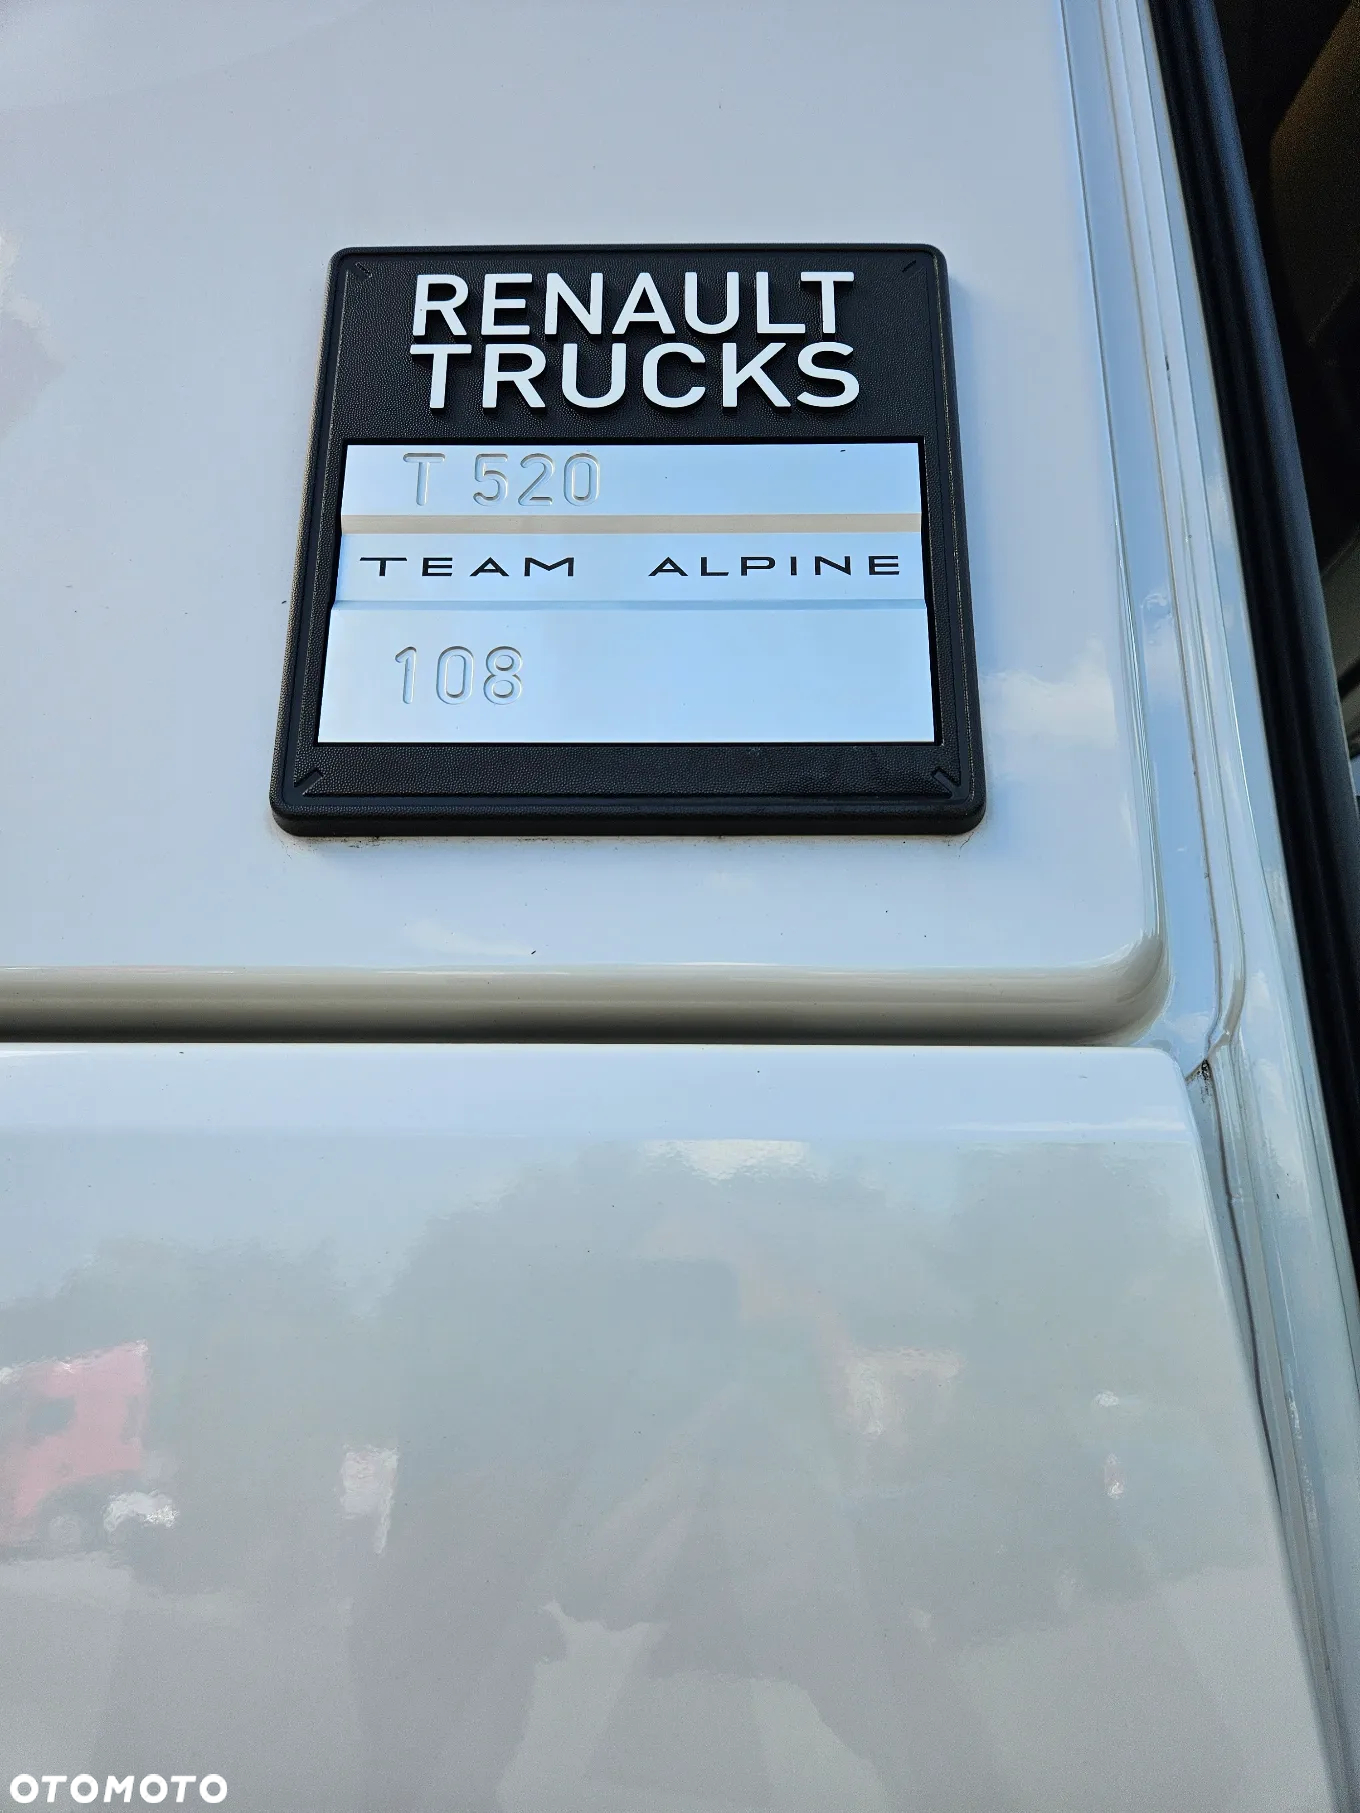 RENAULT
TRUCKS
T 520
TEAM ALPINE
108
OTOMOTO